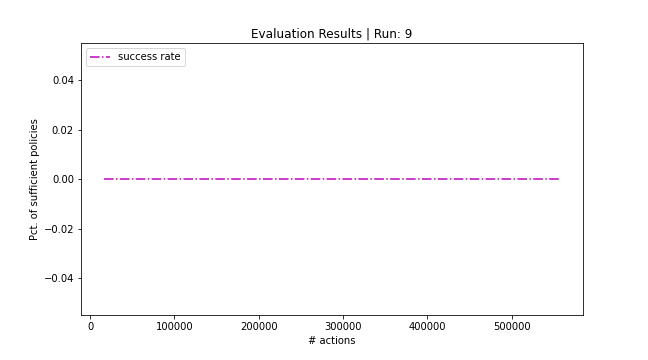 Evaluation Results | Run: 9
success rate
Pct. of sufficient policies
0.04
0.02
0.00
−0.02
−0.04
0 100000 200000 300000 400000 500000
# actions